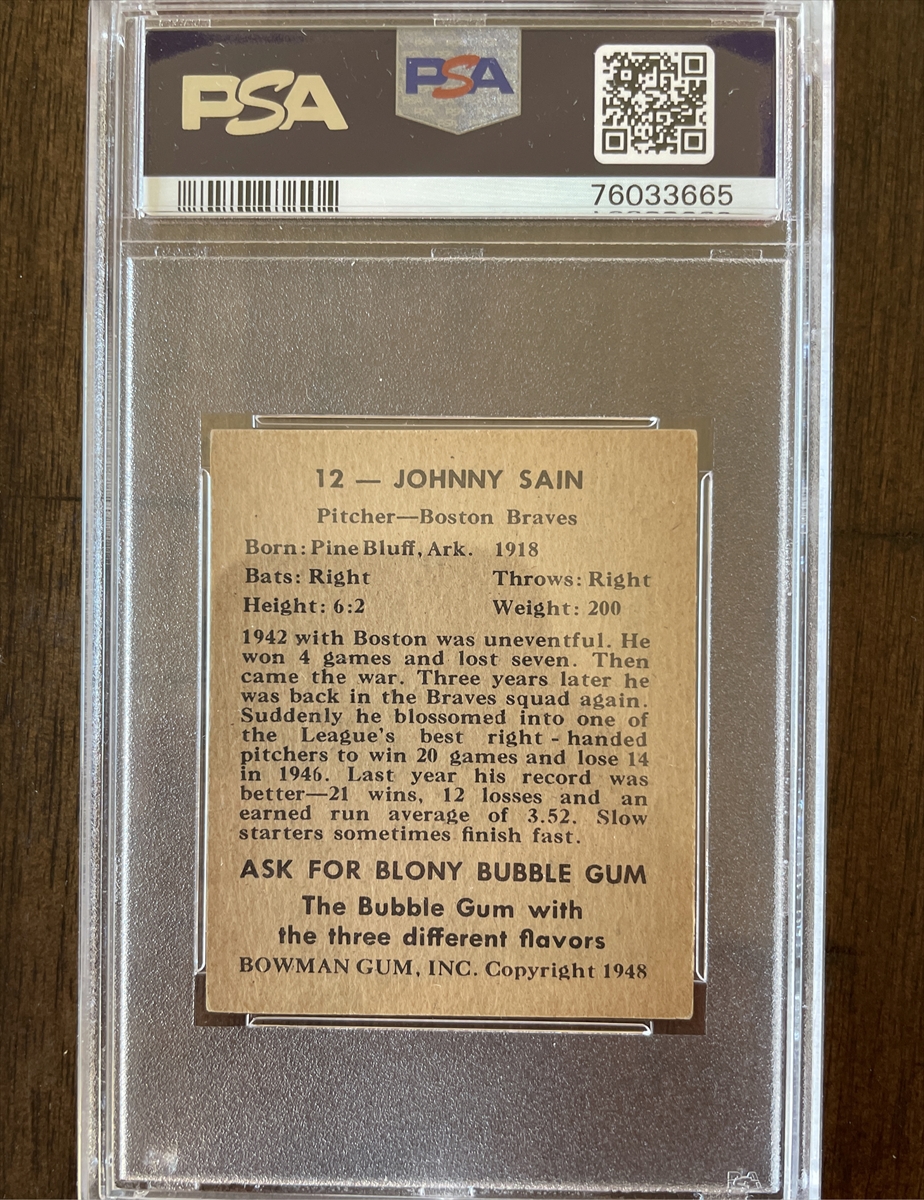 PSA
PSA
76033665
12 — JOHNNY SAIN
Pitcher—Boston Braves
Born: Pine Bluff, Ark. 1918
Bats: Right Throws: Right
Height: 6:2 Weight: 200
1942 with Boston was uneventful. He
won 4 games and lost seven. Then
came the war. Three years later he
was back in the Braves squad again.
Suddenly he blossomed into one of
the League's best right - handed
pitchers to win 20 games and lose 14
in 1946. Last year his record was
better—21 wins, 12 losses and an
earned run average of 3.52. Slow
starters sometimes finish fast.
ASK FOR BLONY BUBBLE GUM
The Bubble Gum with
the three different flavors
BOWMAN GUM, INC. Copyright 1948
PSA